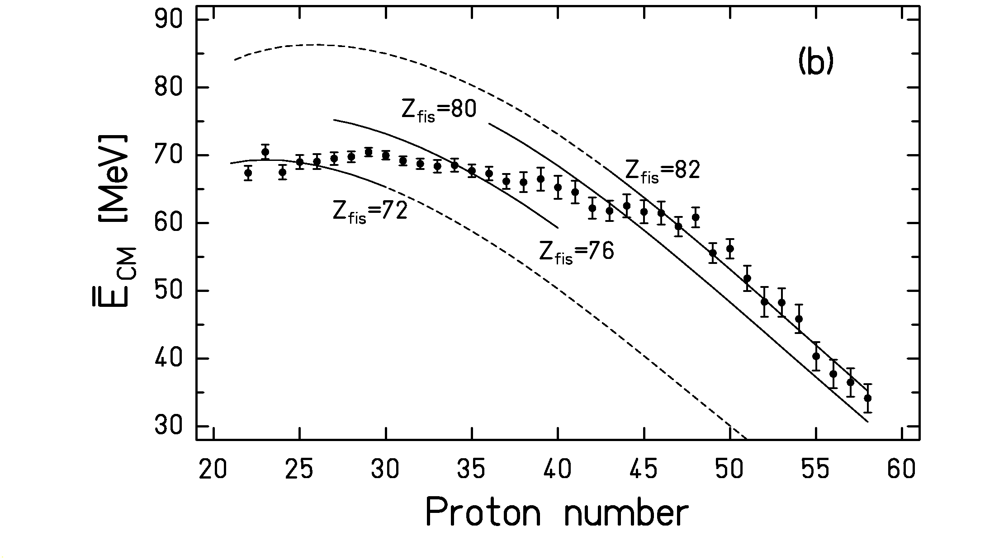 90
(b)
80
Z_fis=80
70
Z_fis=82
Z_fis=72
60
Z_fis=76
50
40
30
Ē_CM [MeV]
20 25 30 35 40 45 50 55 60
Proton number